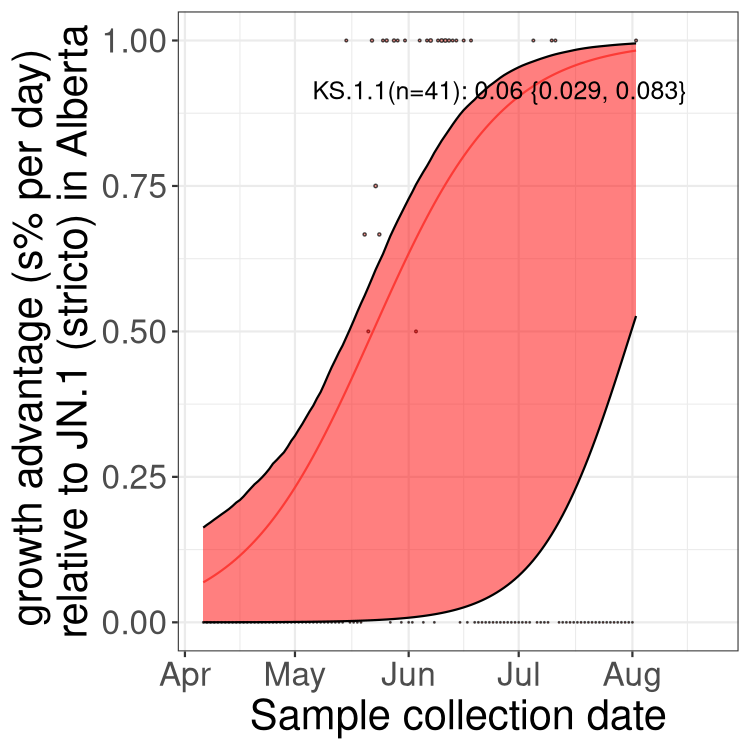 growth advantage (s% per day)
relative to JN.1 (stricto) in Alberta
1.00
0.75
0.50
0.25
0.00
KS.1.1(n=41): 0.06 {0.029, 0.083}
Apr May Jun Jul Aug
Sample collection date